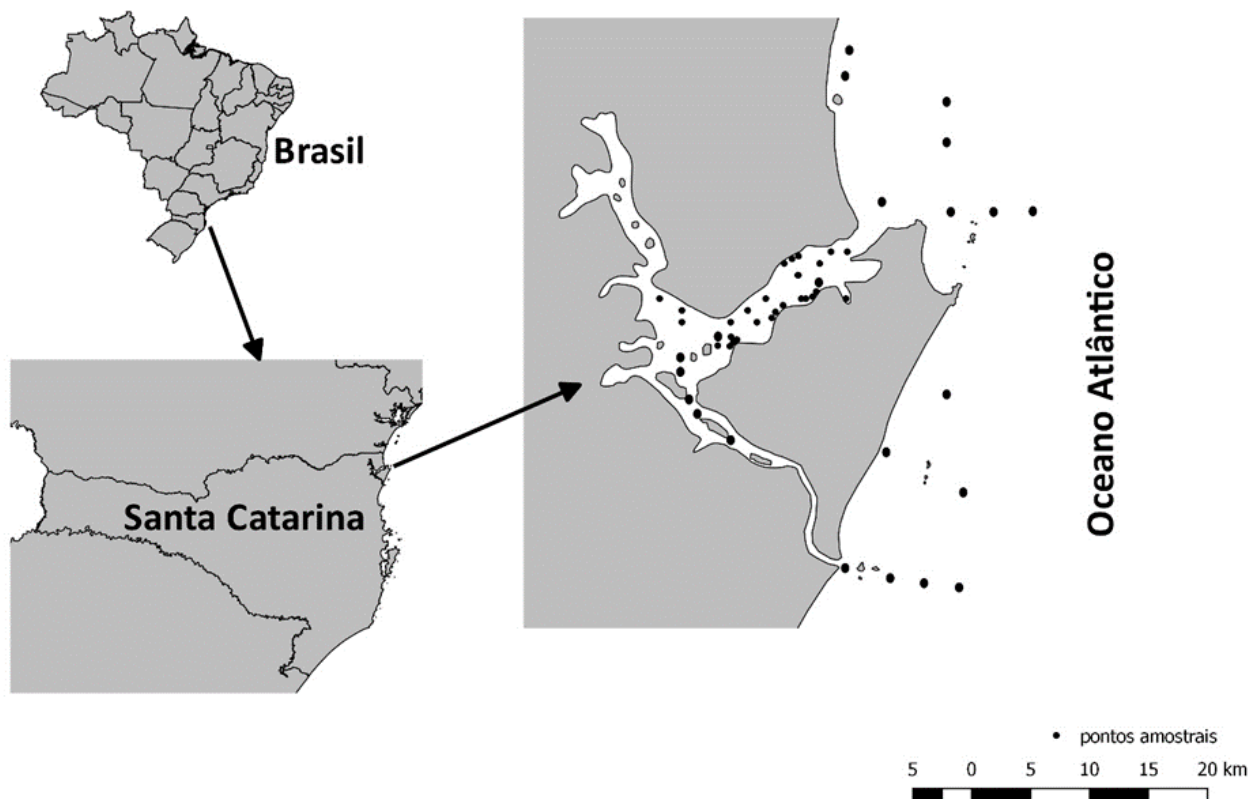 Brasil
Santa Catarina
Oceano Atlântico
pontos amostrais
5 0 5 10 15 20 km